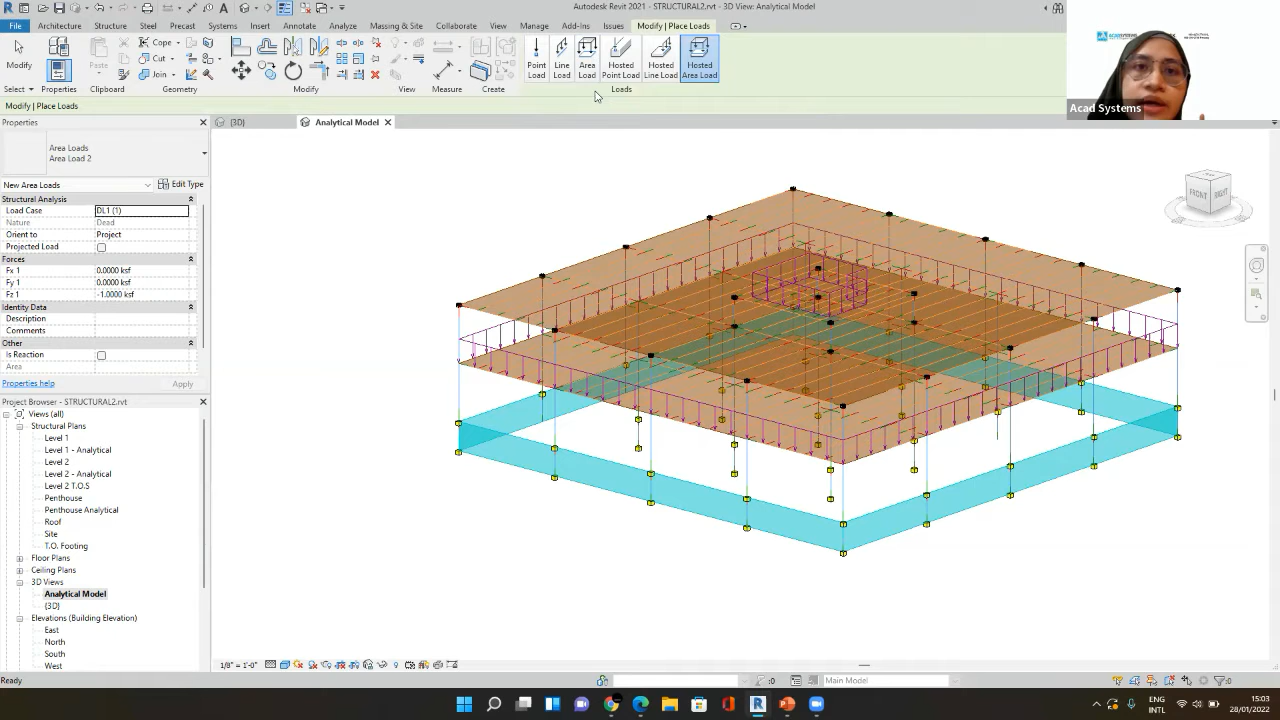 Autodesk Revit 2021 - STRUCTURAL2.rvt - 3D View: Analytical Model
File Architecture Structure Steel Precast Systems Insert Annotate Analyze Massing & Site Collaborate View Manage Add-Ins Issues Modify | Place Loads
Modify
Paste
Cope
Cut
Join
Point Load
Line Load
Area Load
Hosted Point Load
Hosted Line Load
Hosted Area Load
Select Properties Clipboard Geometry Modify View Measure Create Loads
Acad Systems
Modify | Place Loads
Properties
(3D)
Analytical Model
Area Loads
Area Load 2
New Area Loads Edit Type
Structural Analysis
Load Case DL1 (1)
Nature Dead
Orient to Project
Projected Load
Forces
Fx 1 0.0000 ksf
Fy 1 0.0000 ksf
Fz 1 -1.0000 ksf
Identity Data
Description
Comments
Other
Is Reaction
Area
Properties help Apply
Project Browser - STRUCTURAL2.rvt
Views (all)
Structural Plans
Level 1
Level 1 - Analytical
Level 2
Level 2 - Analytical
Level 2 T.O.S
Penthouse
Penthouse Analytical
Roof
Site
T.O. Footing
Floor Plans
Ceiling Plans
3D Views
Analytical Model
{3D}
Elevations (Building Elevation)
East
North
South
West
FRONT RIGHT
1/8" = 1'-0"
Ready
:0
Main Model
:0
ENG
INTL
15:03
28/01/2022